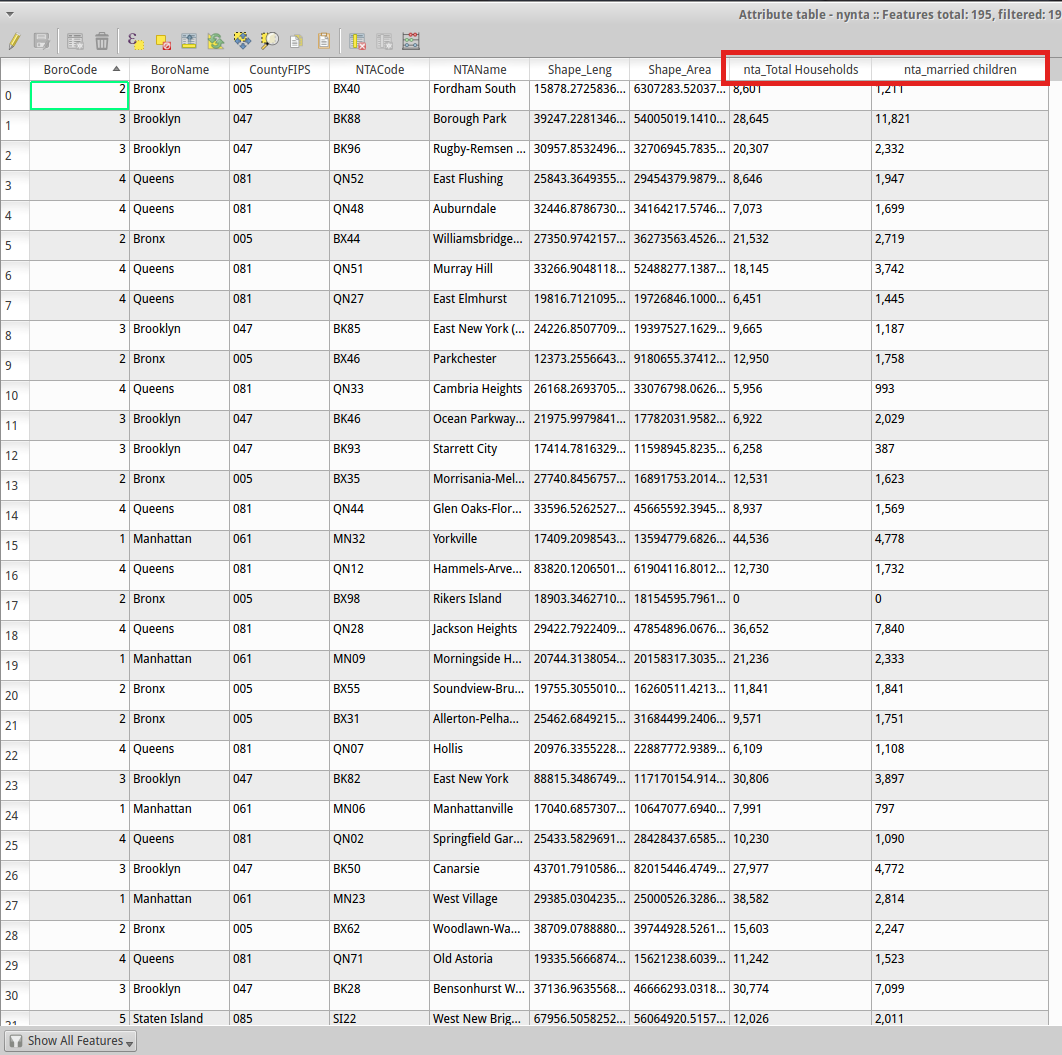 Attribute table - nynta :: Features total: 195, filtered: 19
BoroCode BoroName CountyFIPS NTACode NTAName Shape_Leng Shape_Area nta_Total Households nta_married children
0 2 Bronx 005 BX40 Fordham South 15878.2725836... 6307283.52037... 8,601 1,211
1 3 Brooklyn 047 BK88 Borough Park 39247.2281346... 54005019.1410... 28,645 11,821
2 3 Brooklyn 047 BK96 Rugby-Remsen ... 30957.8532496... 32706945.7835... 20,307 2,332
3 4 Queens 081 QN52 East Flushing 25843.3649355... 29454379.9879... 8,646 1,947
4 4 Queens 081 QN48 Auburndale 32446.8786730... 34164217.5746... 7,073 1,699
5 2 Bronx 005 BX44 Williamsbridge... 27350.9742157... 36273563.4526... 21,532 2,719
6 4 Queens 081 QN51 Murray Hill 33266.9048118... 52488277.1387... 18,145 3,742
7 4 Queens 081 QN27 East Elmhurst 19816.7121095... 19726846.1000... 6,451 1,445
8 3 Brooklyn 047 BK85 East New York (... 24226.8507709... 19397527.1629... 9,665 1,187
9 2 Bronx 005 BX46 Parkchester 12373.2556643... 9180655.37412... 12,950 1,758
10 4 Queens 081 QN33 Cambria Heights 26168.2693705... 33076798.0626... 5,956 993
11 3 Brooklyn 047 BK46 Ocean Parkway... 21975.9979841... 17782031.9582... 6,922 2,029
12 3 Brooklyn 047 BK93 Starrett City 17414.7816329... 11598945.8235... 6,258 387
13 2 Bronx 005 BX35 Morrisania-Mel... 27740.8456757... 16891753.2014... 12,531 1,623
14 4 Queens 081 QN44 Glen Oaks-Flor... 33596.5262527... 45665592.3945... 8,937 1,569
15 1 Manhattan 061 MN32 Yorkville 17409.2098543... 13594779.6826... 44,536 4,778
16 4 Queens 081 QN12 Hammels-Arve... 83820.1206501... 61904116.8012... 12,730 1,732
17 2 Bronx 005 BX98 Rikers Island 18903.3462710... 18154595.7961... 0 0
18 4 Queens 081 QN28 Jackson Heights 29422.7922409... 47854896.0676... 36,652 7,840
19 1 Manhattan 061 MN09 Morningside H... 20744.3138054... 20158317.3035... 21,236 2,333
20 2 Bronx 005 BX55 Soundview-Bru... 19755.3055010... 16260511.4213... 11,841 1,841
21 2 Bronx 005 BX31 Allerton-Pelha... 25462.6849215... 31684499.2406... 9,571 1,751
22 4 Queens 081 QN07 Hollis 20976.3355228... 22887772.9389... 6,109 1,108
23 3 Brooklyn 047 BK82 East New York 88815.3486749... 117170154.914... 30,806 3,897
24 1 Manhattan 061 MN06 Manhattanville 17040.6857307... 10647077.6940... 7,991 797
25 4 Queens 081 QN02 Springfield Gar... 25433.5829691... 28428437.6585... 10,230 1,090
26 3 Brooklyn 047 BK50 Canarsie 43701.7910586... 82015446.4749... 27,977 4,772
27 1 Manhattan 061 MN23 West Village 29385.0304235... 25000526.3286... 38,582 2,814
28 2 Bronx 005 BX62 Woodlawn-Wa... 38709.0788880... 39744928.5261... 15,603 2,247
29 4 Queens 081 QN71 Old Astoria 19335.5666874... 15621238.6039... 11,242 1,523
30 3 Brooklyn 047 BK28 Bensonhurst W... 37136.9635568... 46666293.0318... 30,774 7,099
31 5 Staten Island 085 SI22 West New Brig... 67956.5058252... 56064920.5157... 12,026 2,011
Show All Features